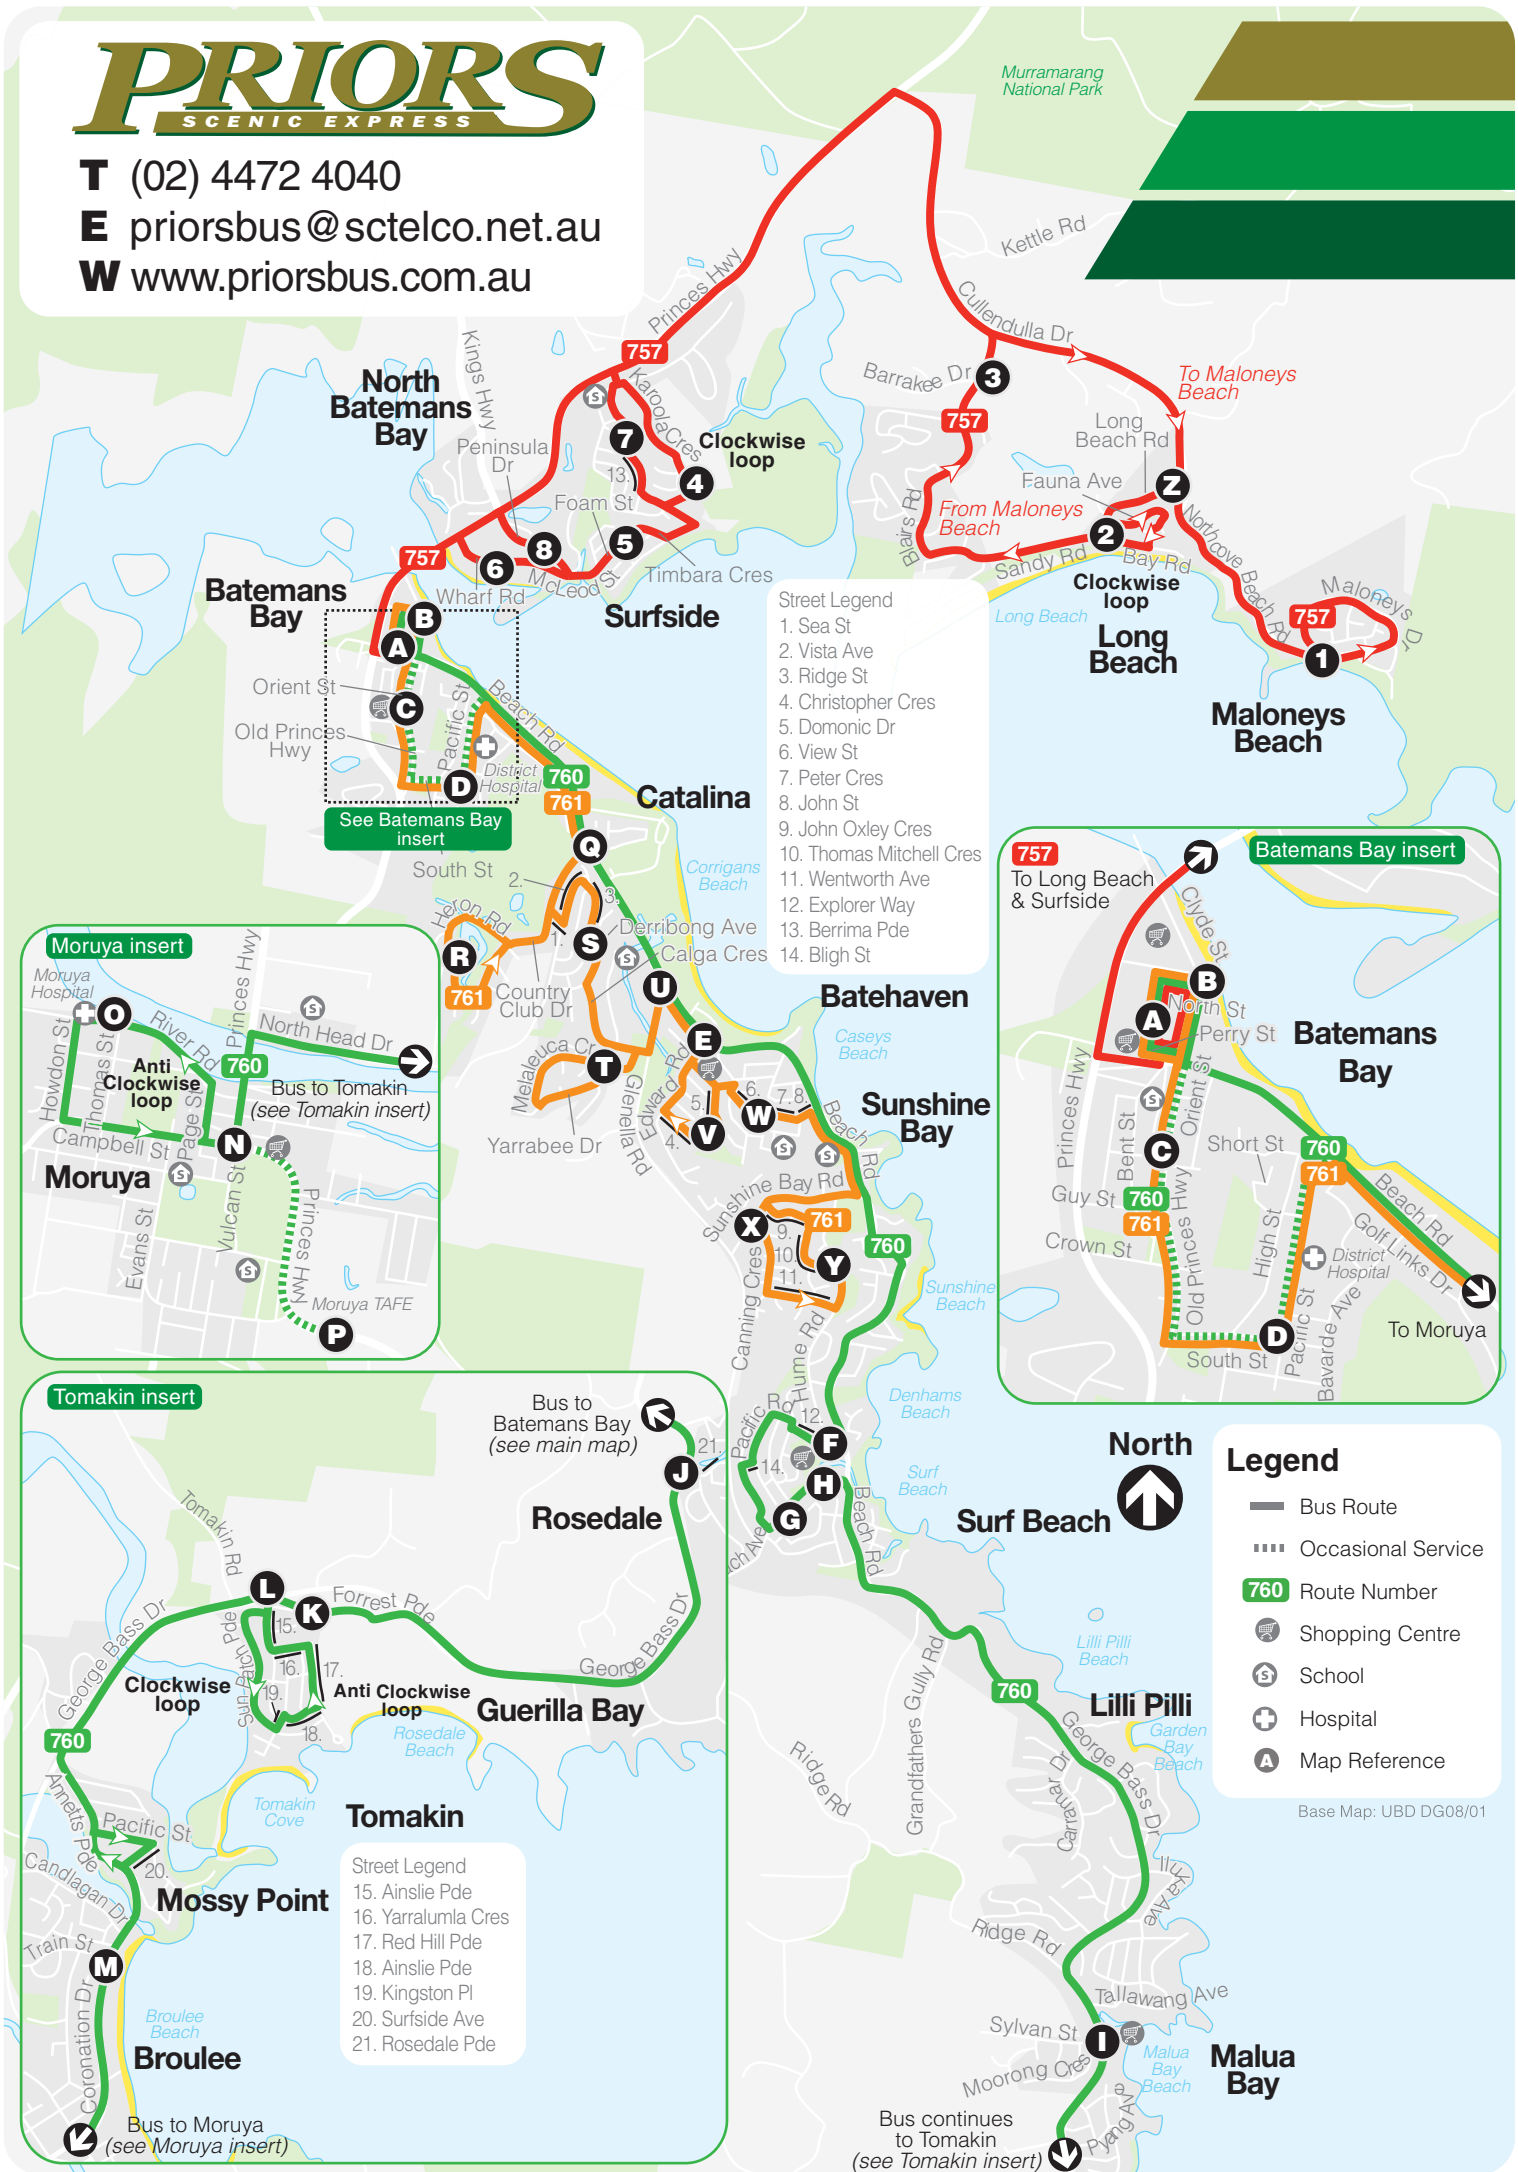 PRIORS
SCENIC EXPRESS
T (02) 4472 4040
E priorsbus@sctelco.net.au
W www.priorsbus.com.au
Murramarang
National Park
Kettle Rd
Princes Hwy
Cullendulla Dr
Kings Hwy
757
North
Batemans
Bay
Karoola Cres
Barrakee Dr
3
To Maloneys
Beach
757
Peninsula
Dr
7
Clockwise
loop
Long
Beach Rd
13.
4
Fauna Ave
Z
Foam St
Blairs Rd
From Maloneys
Beach
2
Northcove Beach Rd
5
8
6
757
McLeod St
Timbara Cres
Sandy Rd
Bay Rd
Wharf Rd
Clockwise
loop
Maloneys Dr
Batemans
Bay
Surfside
Long Beach
757
Long
Beach
1
B
A
Maloneys
Beach
Street Legend
1. Sea St
2. Vista Ave
3. Ridge St
4. Christopher Cres
5. Domonic Dr
6. View St
7. Peter Cres
8. John St
9. John Oxley Cres
10. Thomas Mitchell Cres
11. Wentworth Ave
12. Explorer Way
13. Berrima Pde
14. Bligh St
Orient St
C
Old Princes
Hwy
Pacific St
Beach Rd
District
Hospital
D
760
761
Catalina
See Batemans Bay
insert
Q
South St
2.
3.
Corrigans
Beach
Heron Rd
1.
S
Derribong Ave
Calga Cres
R
761
Country
Club Dr
U
Batehaven
E
Caseys
Beach
Melaleuca Cr
T
Glenella Rd
Edward Rd
5.
6.
7.
8.
W
4.
V
Yarrabee Dr
Beach Rd
Sunshine
Bay
Sunshine Bay Rd
X
9.
761
10.
Y
11.
760
Canning Cres
Sunshine
Beach
Hume Rd
Denhams
Beach
Pacific Rd
12.
F
14.
H
G
Surf
Beach
Beach Rd
Surf Beach
North
Moruya insert
Moruya
Hospital
O
Princes Hwy
River Rd
North Head Dr
Howdon St
Thomas St
Anti
Clockwise
loop
760
Bus to Tomakin
(see Tomakin insert)
Page St
Campbell St
N
Moruya
Evans St
Vulcan St
Princes Hwy
Moruya TAFE
P
Batemans Bay insert
757
To Long Beach
& Surfside
Clyde St
B
North St
A
Perry St
Batemans
Bay
Princes Hwy
Bent St
Orient St
C
Short St
760
761
Guy St
760
761
Crown St
Old Princes Hwy
High St
District
Hospital
Beach Rd
Golf Links Dr
D
South St
Pacific St
Bavarde Ave
To Moruya
Tomakin insert
Bus to
Batemans Bay
(see main map)
21.
J
Rosedale
Tomakin Rd
L
K
Forrest Pde
15.
George Bass Dr
16.
17.
George Bass Dr
Clockwise
loop
19.
Anti Clockwise
loop
18.
Guerilla Bay
Rosedale
Beach
760
Annetts Pde
Tomakin
Cove
Tomakin
Pacific St
20.
Candlagan Dr
Mossy Point
Train St
M
Coronation Dr
Broulee
Beach
Broulee
Street Legend
15. Ainslie Pde
16. Yarralumla Cres
17. Red Hill Pde
18. Ainslie Pde
19. Kingston Pl
20. Surfside Ave
21. Rosedale Pde
Bus to Moruya
(see Moruya insert)
Legend
Bus Route
Occasional Service
760 Route Number
Shopping Centre
School
Hospital
A Map Reference
Base Map: UBD DG08/01
Lilli Pilli
Beach
Grandfathers Gully Rd
760
Lilli Pilli
Garden
Bay
Beach
George Bass Dr
Ridge Rd
Carramar Dr
Iluka Ave
Ridge Rd
Tallawang Ave
Sylvan St
I
Malua
Bay
Beach
Moorong Cres
Malua
Bay
Pyang Ave
Bus continues
to Tomakin
(see Tomakin insert)